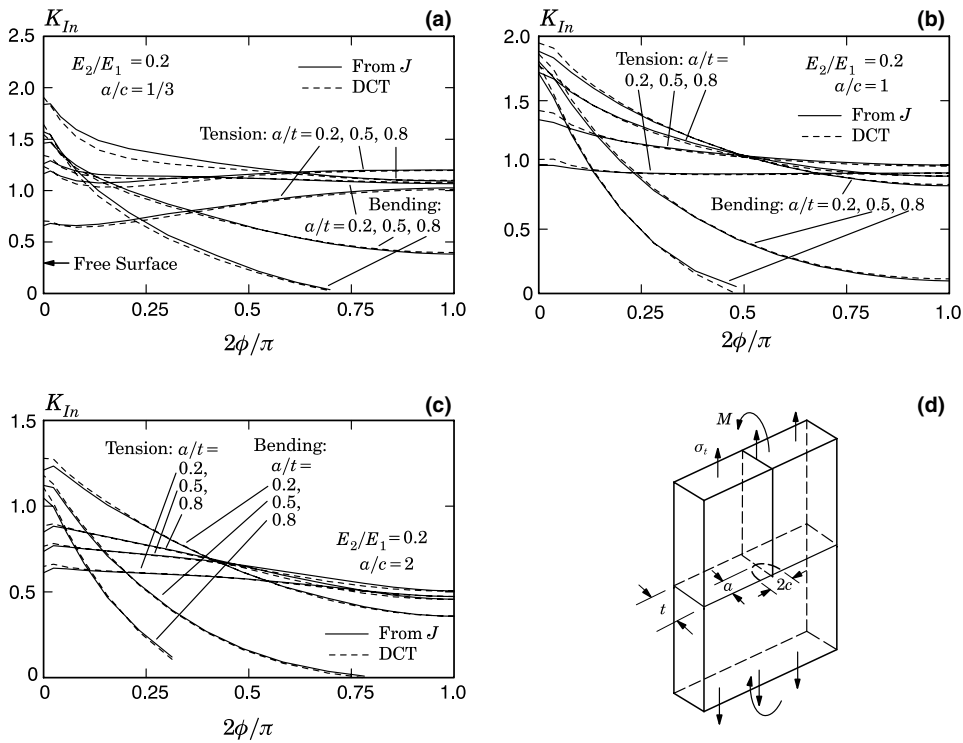 K_In
(a)
2.5
2.0
1.5
1.0
0.5
0
E_2/E_1 = 0.2
a/c = 1/3
From J
DCT
Tension: a/t = 0.2, 0.5, 0.8
Bending:
a/t = 0.2, 0.5, 0.8
Free Surface
0
0.25
0.5
0.75
1.0
2ϕ/π
K_In
(b)
2.0
1.5
1.0
0.5
0
Tension: a/t =
0.2, 0.5, 0.8
E_2/E_1 = 0.2
a/c = 1
From J
DCT
Bending: a/t = 0.2, 0.5, 0.8
0
0.25
0.5
0.75
1.0
2ϕ/π
K_In
(c)
1.5
1.0
0.5
0
Tension: a/t =
0.2,
0.5,
0.8
Bending:
a/t =
0.2,
0.5,
0.8
E_2/E_1 = 0.2
a/c = 2
From J
DCT
0
0.25
0.5
0.75
1.0
2ϕ/π
(d)
M
σ_t
a
2c
t